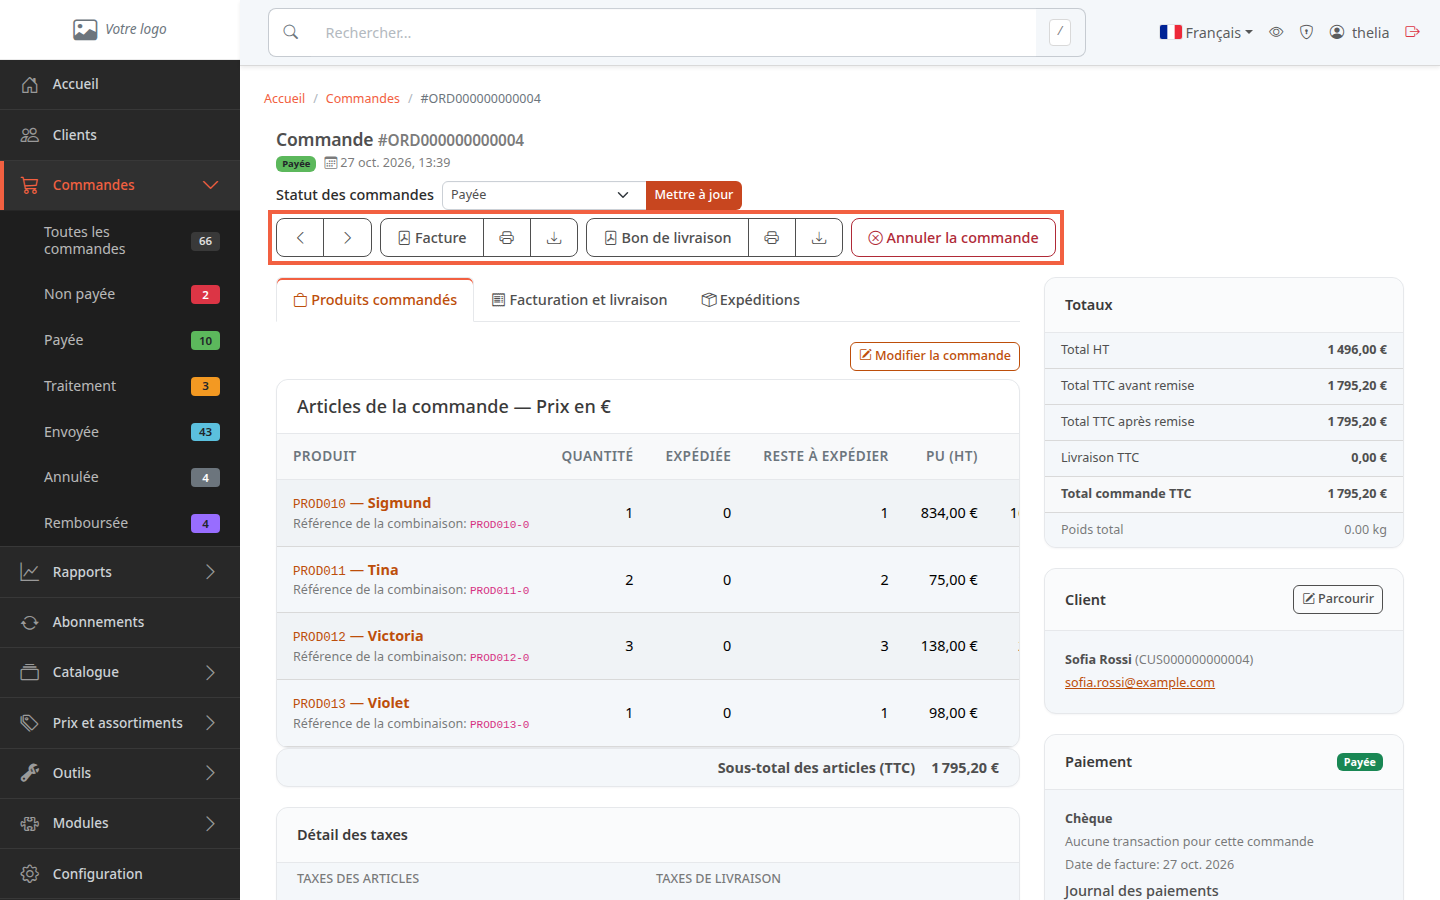 Votre logo
Rechercher...
/
Français
thelia
Accueil
Clients
Commandes
Toutes les commandes 66
Non payée 2
Payée 10
Traitement 3
Envoyée 43
Annulée 4
Remboursée 4
Rapports
Abonnements
Catalogue
Prix et assortiments
Outils
Modules
Configuration
Accueil / Commandes / #ORD000000000004
Commande #ORD000000000004
Payée 27 oct. 2026, 13:39
Statut des commandes Payée Mettre à jour
Facture Bon de livraison Annuler la commande
Produits commandés Facturation et livraison Expéditions
Modifier la commande
Articles de la commande — Prix en €
PRODUIT QUANTITÉ EXPÉDIÉE RESTE À EXPÉDIER PU (HT)
PROD010 — Sigmund 1 0 1 834,00 €
Référence de la combinaison: PROD010-0
PROD011 — Tina 2 0 2 75,00 €
Référence de la combinaison: PROD011-0
PROD012 — Victoria 3 0 3 138,00 €
Référence de la combinaison: PROD012-0
PROD013 — Violet 1 0 1 98,00 €
Référence de la combinaison: PROD013-0
Sous-total des articles (TTC) 1 795,20 €
Détail des taxes
TAXES DES ARTICLES TAXES DE LIVRAISON
Totaux
Total HT 1 496,00 €
Total TTC avant remise 1 795,20 €
Total TTC après remise 1 795,20 €
Livraison TTC 0,00 €
Total commande TTC 1 795,20 €
Poids total 0.00 kg
Client Parcourir
Sofia Rossi (CUS000000000004)
sofia.rossi@example.com
Paiement Payée
Chèque
Aucune transaction pour cette commande
Date de facture: 27 oct. 2026
Journal des paiements